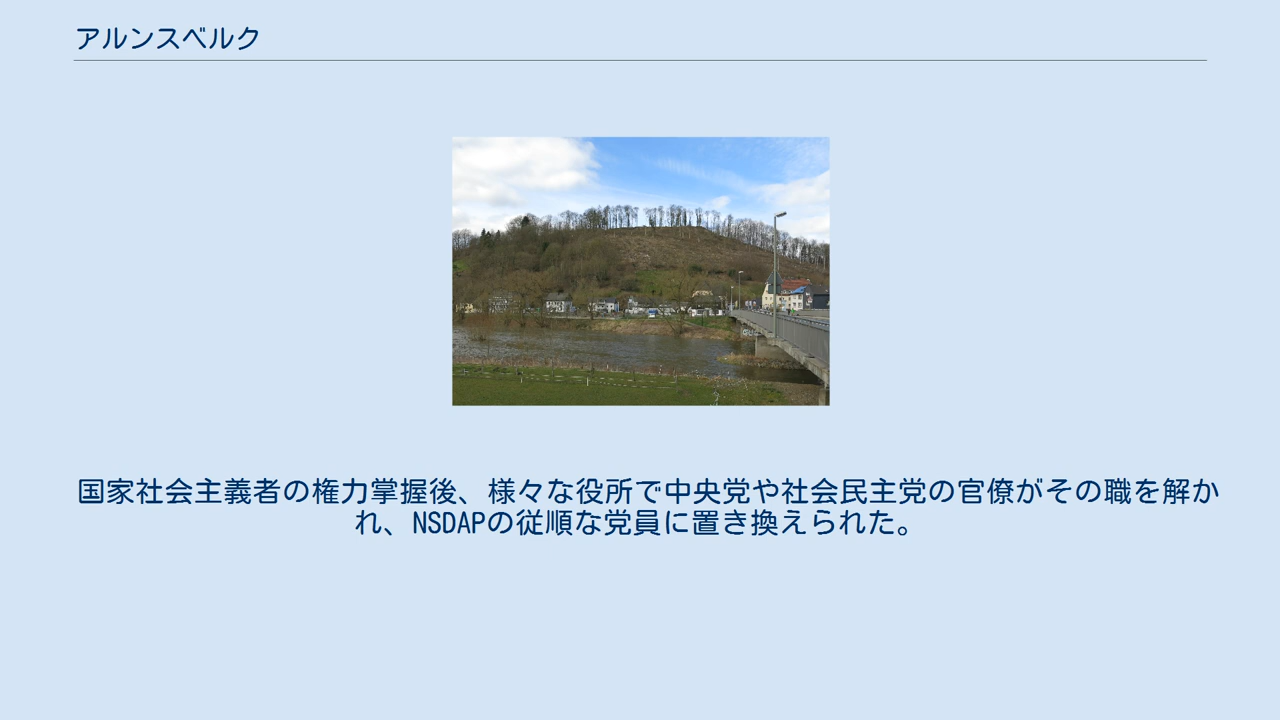 アルンスベルク
国家社会主義者の権力掌握後、様々な役所で中央党や社会民主党の官僚がその職を解か
れ、NSDAPの従順な党員に置き換えられた。